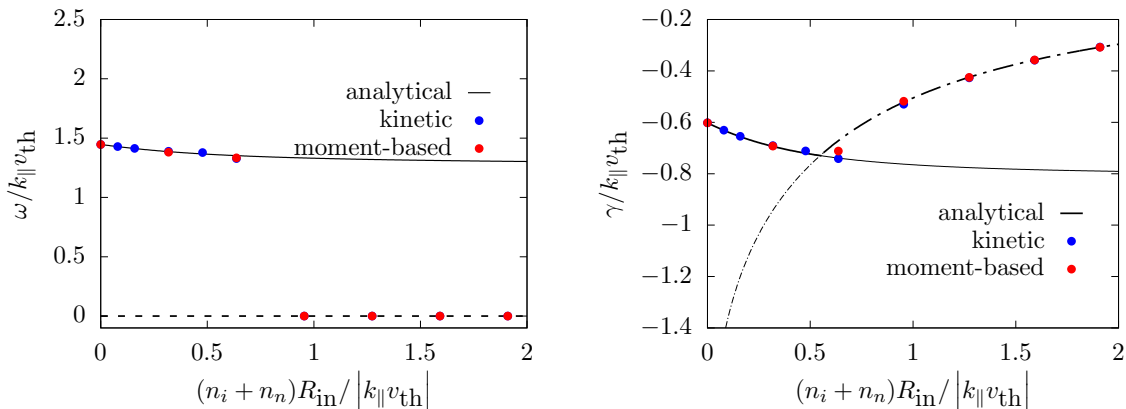 2.5
2
1.5
1
0.5
0
ω/k∥vth
analytical
kinetic
moment-based
0 0.5 1 1.5 2
(ni + nn)Rin/|k∥vth|
−0.2
−0.4
−0.6
−0.8
−1
−1.2
−1.4
γ/k∥vth
analytical
kinetic
moment-based
0 0.5 1 1.5 2
(ni + nn)Rin/|k∥vth|